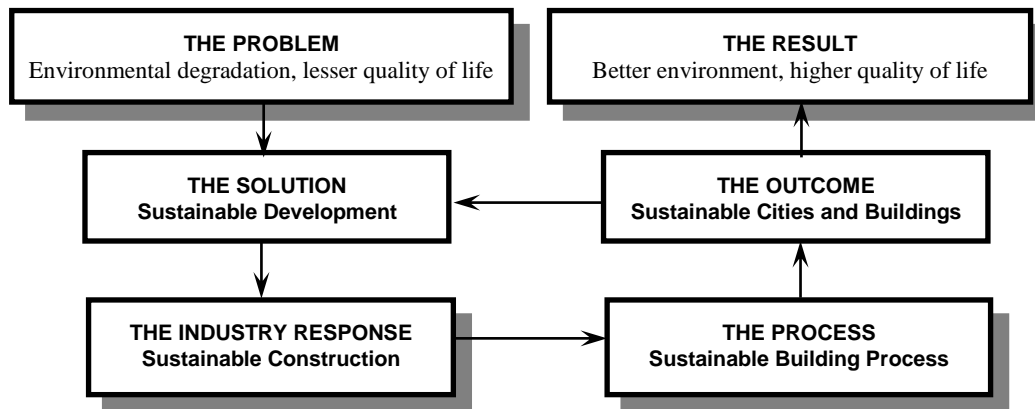 THE PROBLEM
Environmental degradation, lesser quality of life
THE RESULT
Better environment, higher quality of life
THE SOLUTION
Sustainable Development
THE OUTCOME
Sustainable Cities and Buildings
THE INDUSTRY RESPONSE
Sustainable Construction
THE PROCESS
Sustainable Building Process